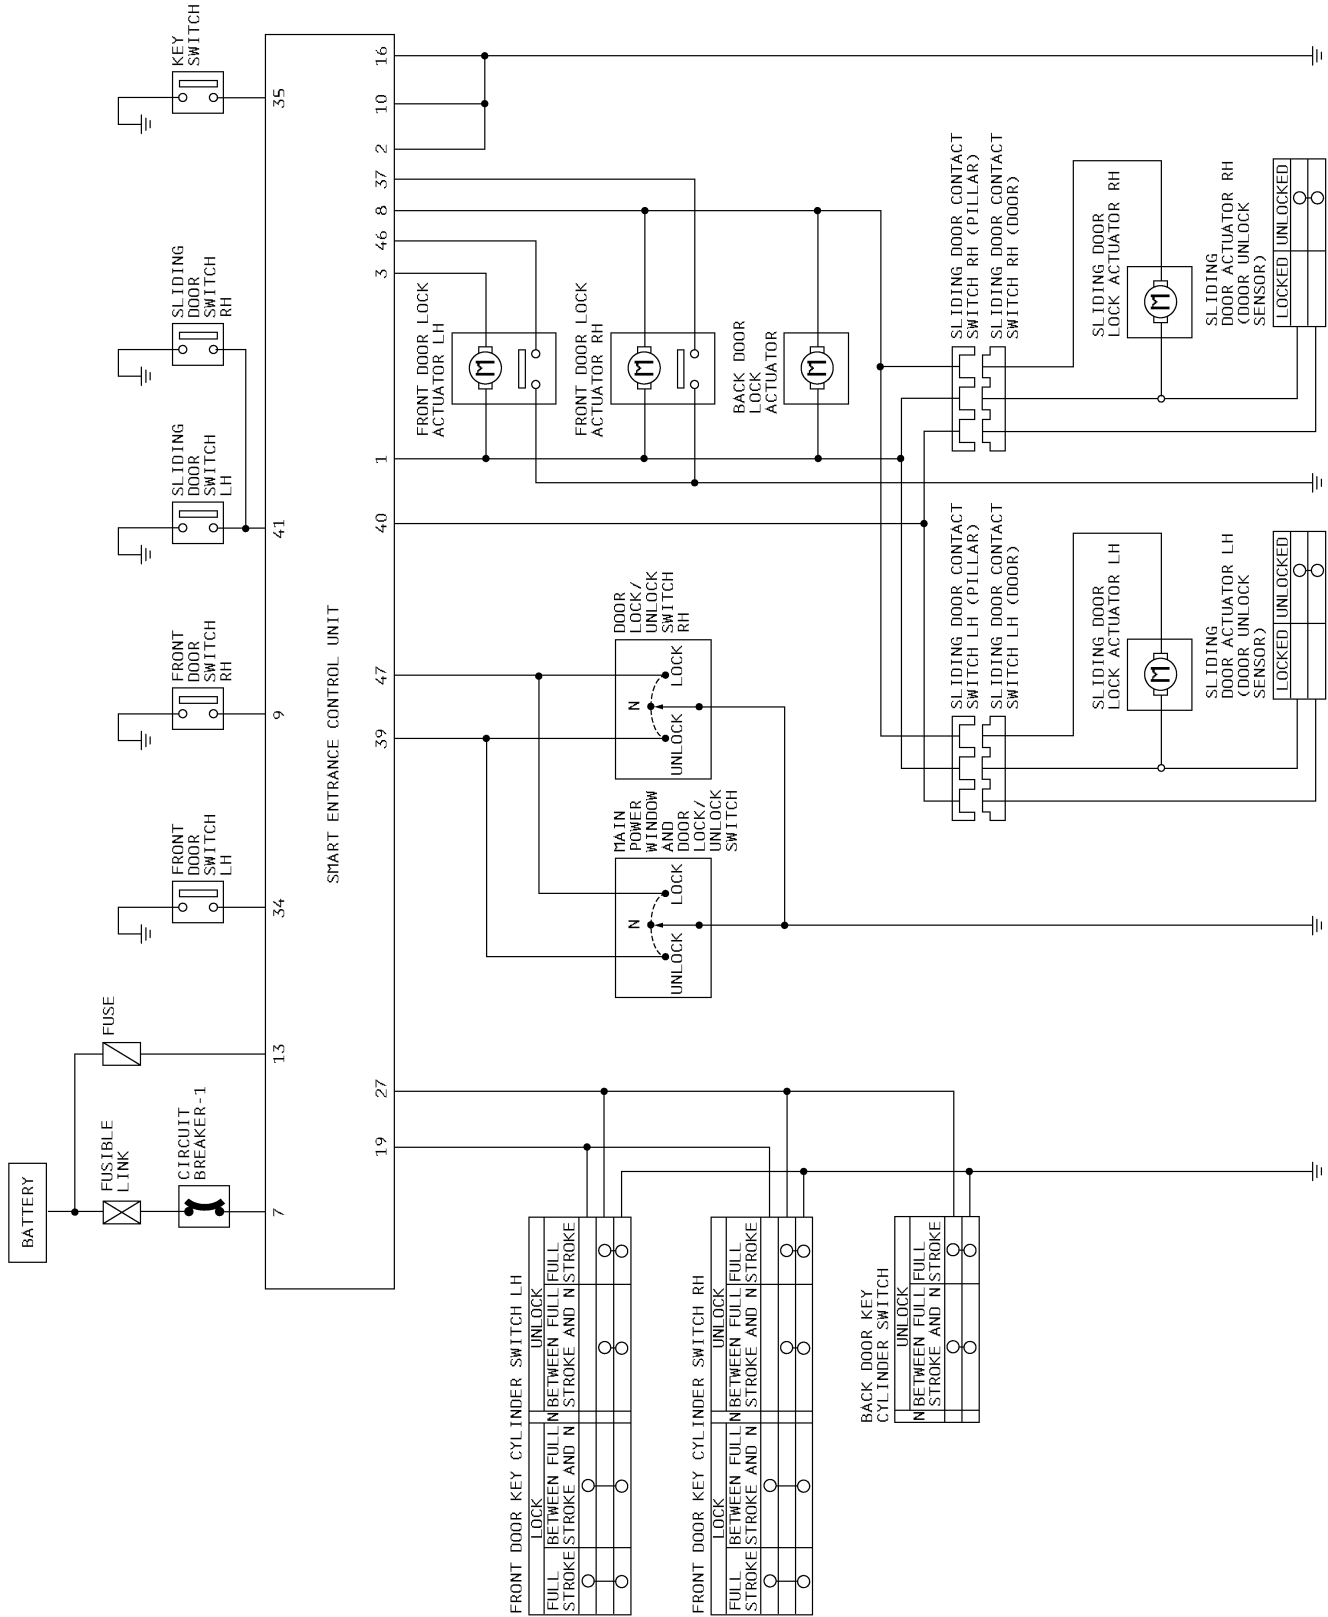 BATTERY
FUSIBLE
LINK
FUSE
CIRCUIT
BREAKER-1
FRONT
DOOR
SWITCH
LH
FRONT
DOOR
SWITCH
RH
SLIDING
DOOR
SWITCH
LH
SLIDING
DOOR
SWITCH
RH
KEY
SWITCH
7
13
34
9
41
35
SMART ENTRANCE CONTROL UNIT
19
27
39
47
40
1
3
46
8
37
2
10
16
FRONT DOOR LOCK
ACTUATOR LH
M
FRONT DOOR LOCK
ACTUATOR RH
M
BACK DOOR
LOCK
ACTUATOR
M
DOOR
LOCK/
UNLOCK
SWITCH
RH
UNLOCK
N
LOCK
MAIN
POWER
WINDOW
AND
DOOR
LOCK/
UNLOCK
SWITCH
UNLOCK
N
LOCK
FRONT DOOR KEY CYLINDER SWITCH LH
LOCK
UNLOCK
FULL
STROKE
BETWEEN FULL
STROKE AND N
N
BETWEEN FULL
STROKE AND N
FULL
STROKE
FRONT DOOR KEY CYLINDER SWITCH RH
LOCK
UNLOCK
FULL
STROKE
BETWEEN FULL
STROKE AND N
N
BETWEEN FULL
STROKE AND N
FULL
STROKE
BACK DOOR KEY
CYLINDER SWITCH
UNLOCK
N
BETWEEN FULL
STROKE AND N
FULL
STROKE
SLIDING DOOR CONTACT
SWITCH LH (PILLAR)
SLIDING DOOR CONTACT
SWITCH LH (DOOR)
SLIDING DOOR
LOCK ACTUATOR LH
M
SLIDING
DOOR ACTUATOR LH
(DOOR UNLOCK
SENSOR)
LOCKED
UNLOCKED
SLIDING DOOR CONTACT
SWITCH RH (PILLAR)
SLIDING DOOR CONTACT
SWITCH RH (DOOR)
SLIDING DOOR
LOCK ACTUATOR RH
M
SLIDING
DOOR ACTUATOR RH
(DOOR UNLOCK
SENSOR)
LOCKED
UNLOCKED